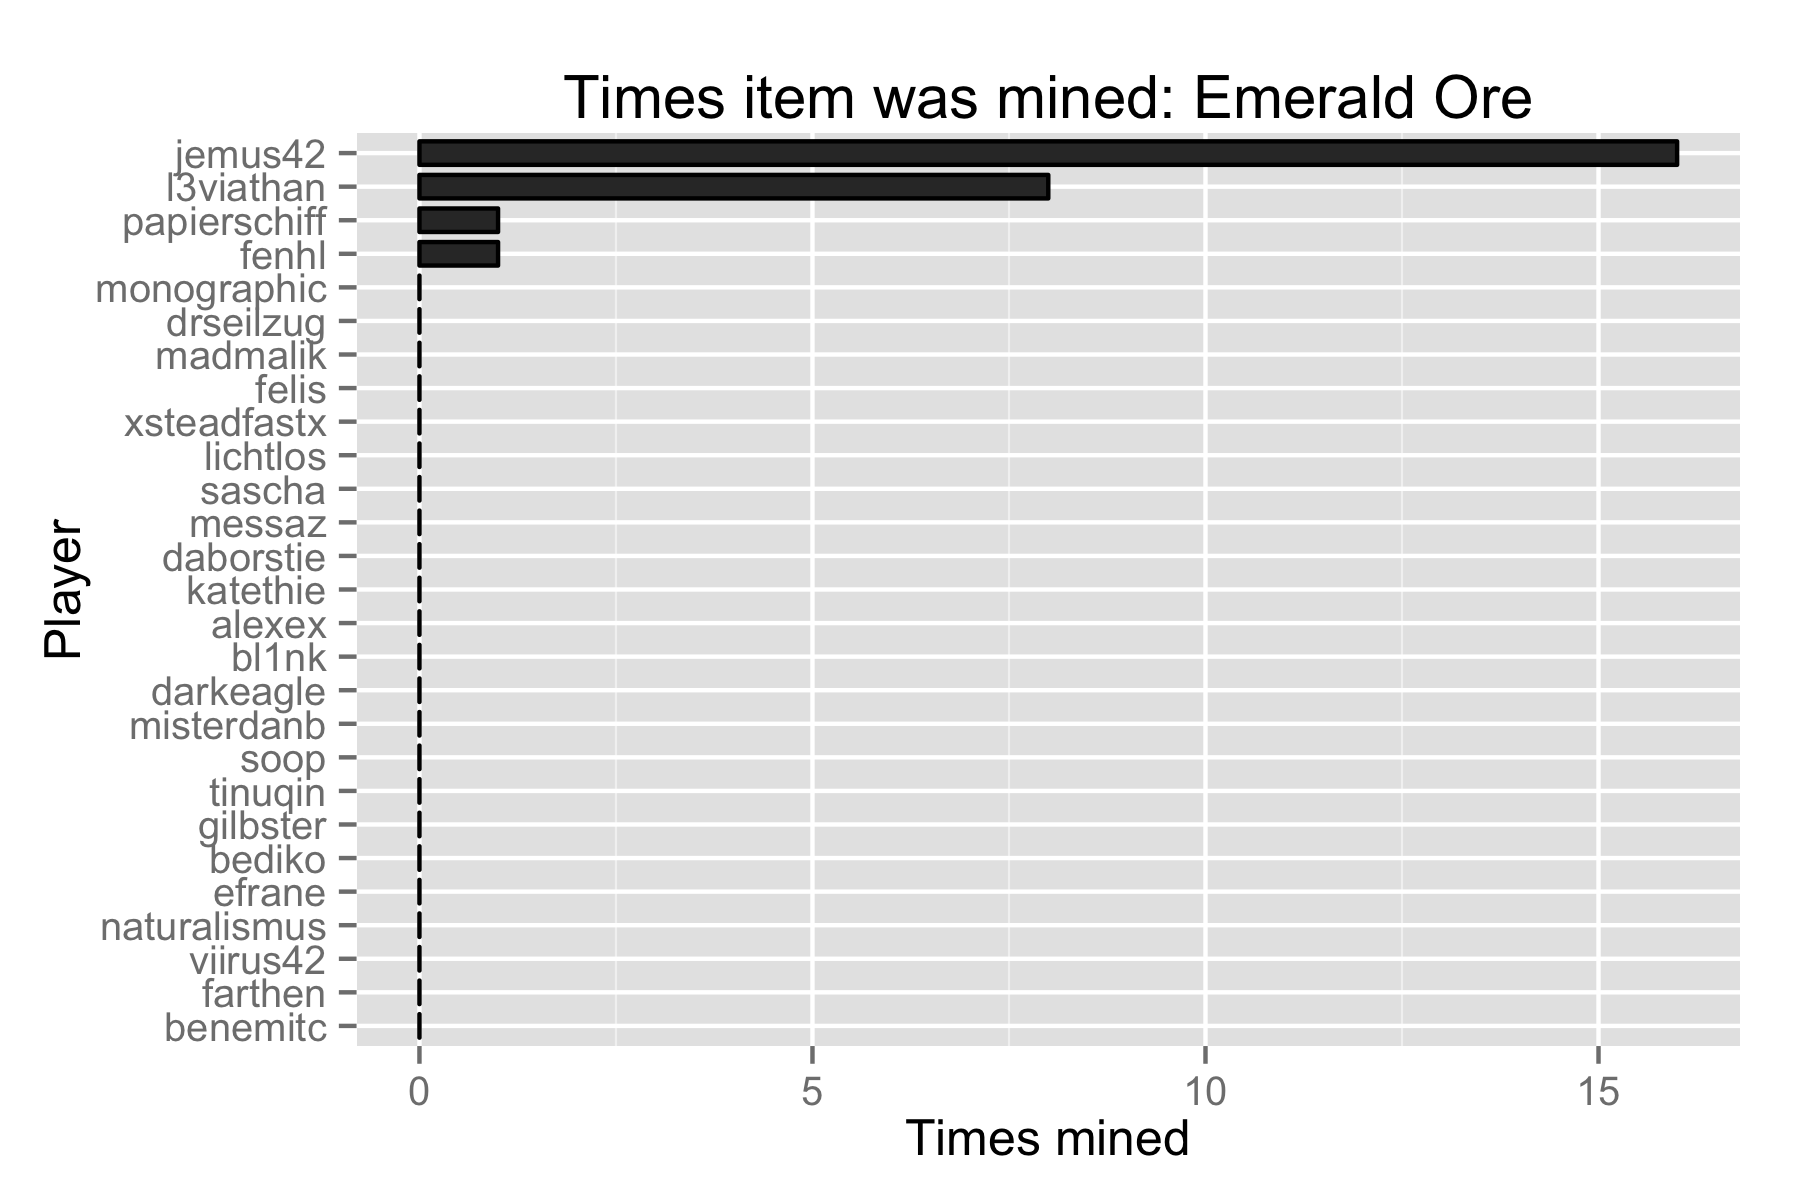 Times item was mined: Emerald Ore
jemus42
l3viathan
papierschiff
fenhl
monographic
drseilzug
madmalik
felis
xsteadfastx
lichtlos
sascha
messaz
daborstie
katethie
alexex
bl1nk
darkeagle
misterdanb
soop
tinuqin
gilbster
bediko
efrane
naturalismus
viirus42
farthen
benemitc
Player
0 5 10 15
Times mined